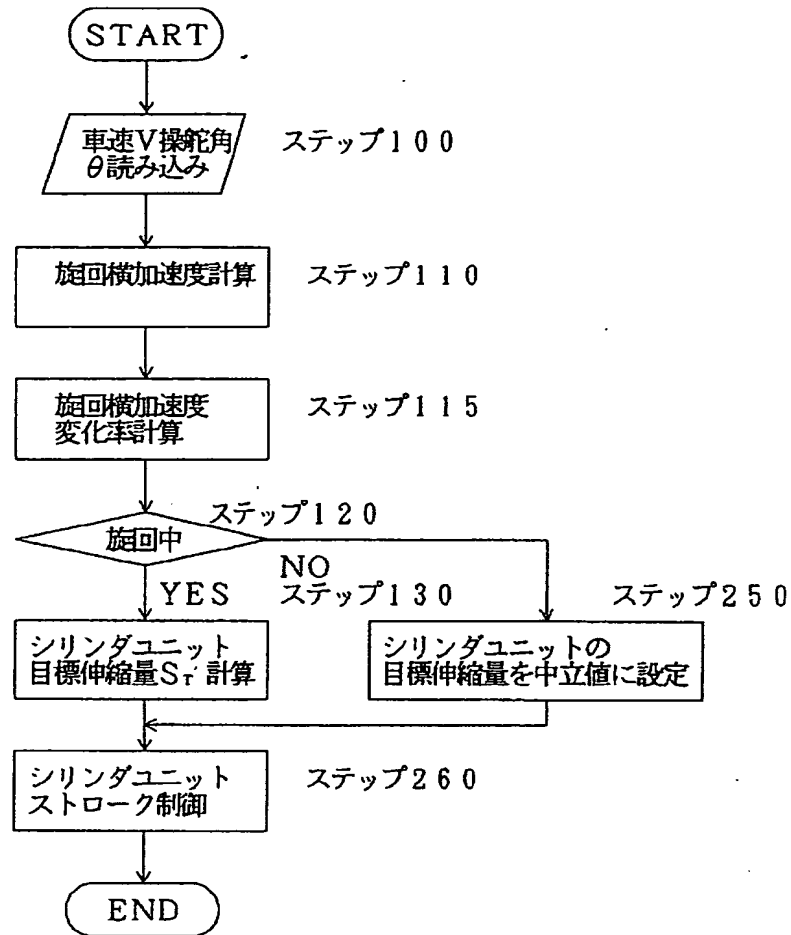 START
車速V操舵角
θ読み込み
ステップ100
旋回横加速度計算
ステップ110
旋回横加速度
変化率計算
ステップ115
ステップ120
旋回中
NO
YES
ステップ130
ステップ250
シリンダユニット
目標伸縮量Sᴛ' 計算
シリンダユニットの
目標伸縮量を中立値に設定
シリンダユニット
ストローク制御
ステップ260
END